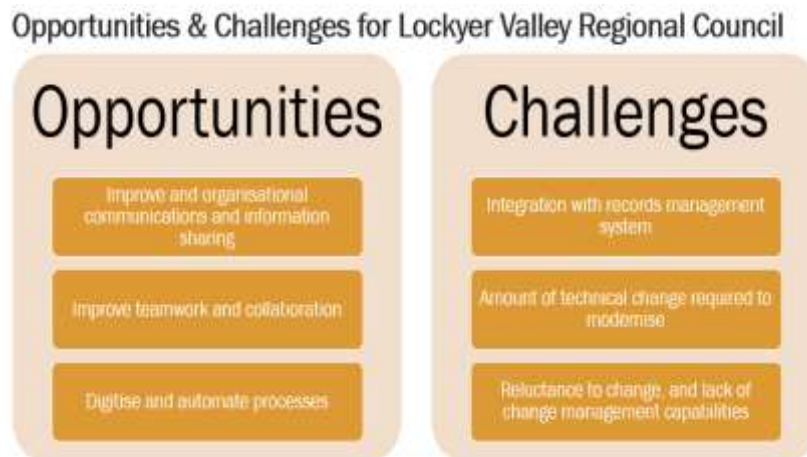 Opportunities & Challenges for Lockyer Valley Regional Council
Opportunities
Improve and organisational
communications and information
sharing
Improve teamwork and collaboration
Digitise and automate processes
Challenges
Integration with records management
system
Amount of technical change required to
modernise
Reluctance to change, and lack of
change management capabilities